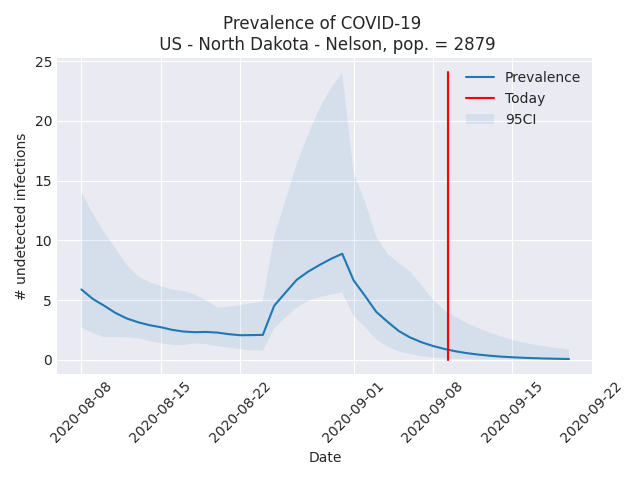 Prevalence of COVID-19
US - North Dakota - Nelson, pop. = 2879
25
20
15
10
5
0
# undetected infections
Prevalence
Today
95CI
2020-08-08
2020-08-15
2020-08-22
2020-09-01
2020-09-08
2020-09-15
2020-09-22
Date